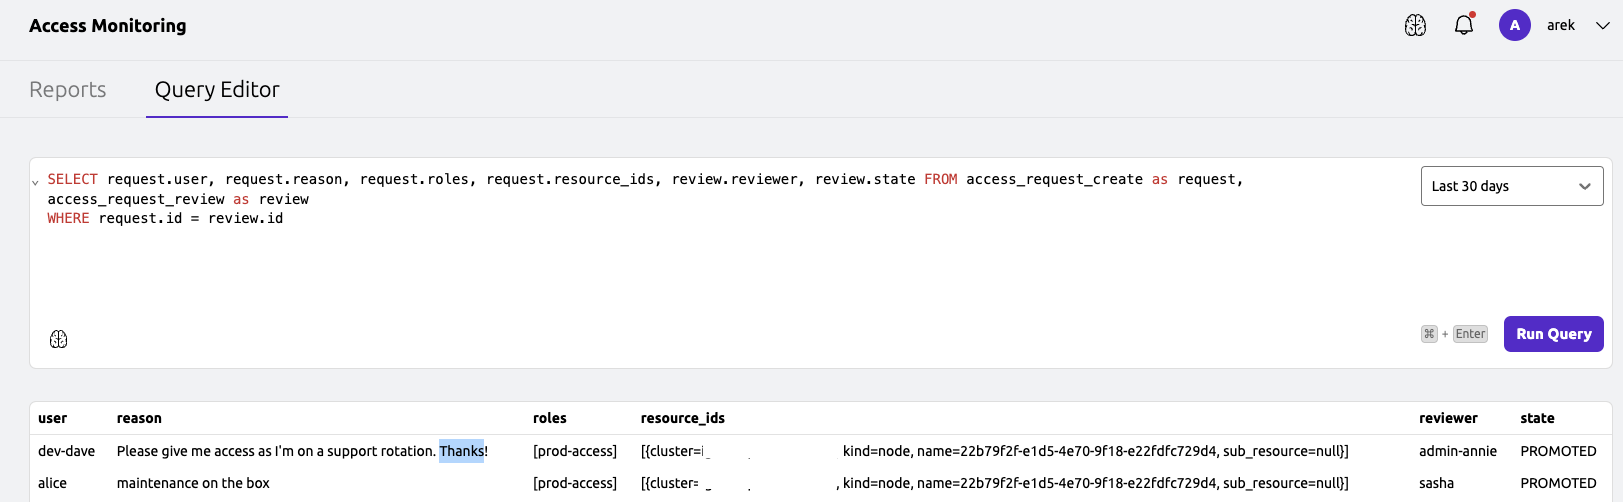 Access Monitoring
A
arek
Reports
Query Editor
SELECT request.user, request.reason, request.roles, request.resource_ids, review.reviewer, review.state FROM access_request_create as request,
access_request_review as review
WHERE request.id = review.id
Last 30 days
⌘ + Enter
Run Query
user reason roles resource_ids reviewer state
dev-dave Please give me access as I'm on a support rotation. Thanks! [prod-access] [{cluster= kind=node, name=22b79f2f-e1d5-4e70-9f18-e22fdfc729d4, sub_resource=null}] admin-annie PROMOTED
alice maintenance on the box [prod-access] [{cluster= , kind=node, name=22b79f2f-e1d5-4e70-9f18-e22fdfc729d4, sub_resource=null}] sasha PROMOTED